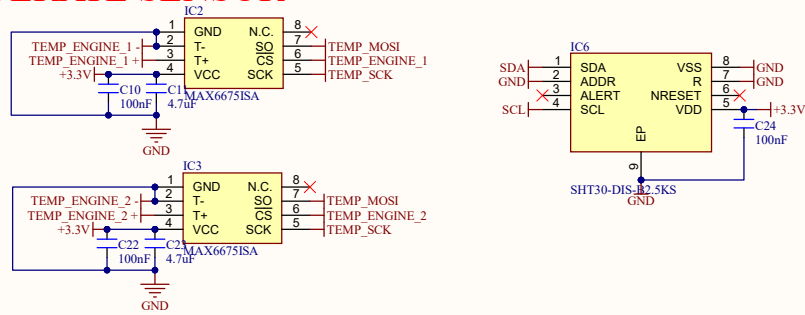 IC2
1 GND N.C. 8
TEMP_ENGINE_1 - 2 T- SO 7 TEMP_MOSI
TEMP_ENGINE_1 + 3 T+ CS 6 TEMP_ENGINE_1
+3.3V 4 VCC SCK 5 TEMP_SCK
C10 C11
100nF 4.7uF
MAX6675ISA
GND
IC3
1 GND N.C. 8
TEMP_ENGINE_2 - 2 T- SO 7 TEMP_MOSI
TEMP_ENGINE_2 + 3 T+ CS 6 TEMP_ENGINE_2
+3.3V 4 VCC SCK 5 TEMP_SCK
C22 C23
100nF 4.7uF
MAX6675ISA
GND
IC6
SDA 1 SDA VSS 8 GND
GND 2 ADDR R 7 GND
3 ALERT NRESET 6
SCL 4 SCL VDD 5 +3.3V
C24
100nF
EP
9
SHT30-DIS-B2.5KS
GND